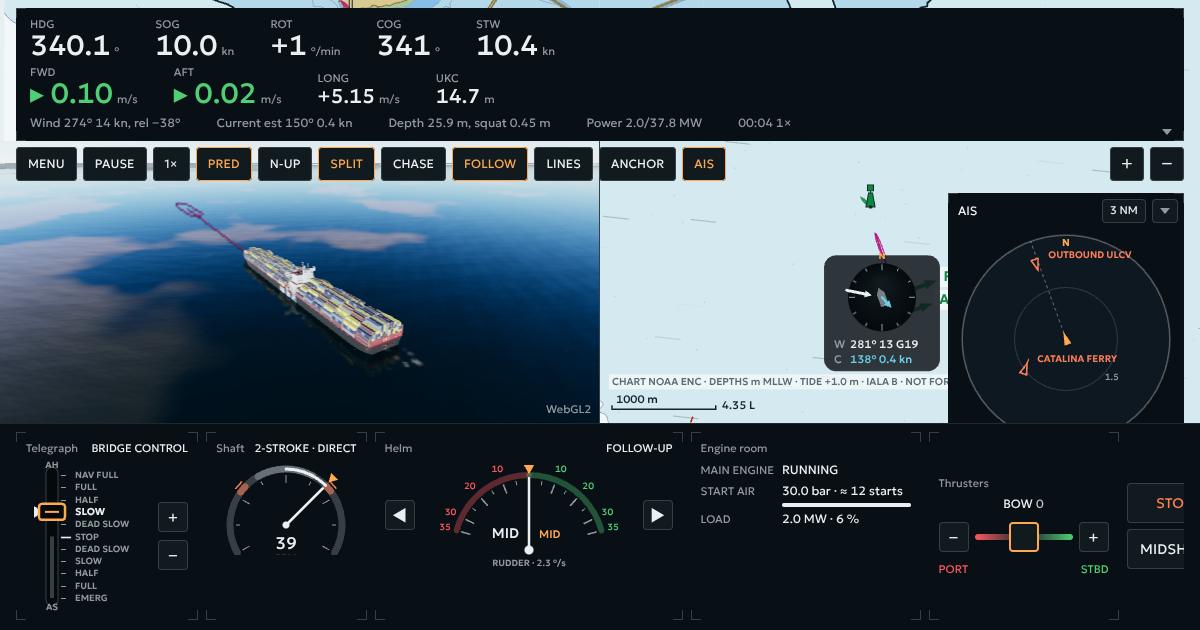 HDG SOG ROT COG STW
340.1 ° 10.0 kn +1 °/min 341 ° 10.4 kn
FWD AFT LONG UKC
▶ 0.10 m/s ▶ 0.02 m/s +5.15 m/s 14.7 m
Wind 274° 14 kn, rel −38° Current est 150° 0.4 kn Depth 25.9 m, squat 0.45 m Power 2.0/37.8 MW 00:04 1×
MENU PAUSE 1× PRED N-UP SPLIT CHASE FOLLOW LINES ANCHOR AIS + −
WebGL2
N
W 281° 13 G19
C 138° 0.4 kn
CHART NOAA ENC · DEPTHS m MLLW · TIDE +1.0 m · IALA B · NOT FOR
1000 m 4.35 L
AIS 3 NM
N
OUTBOUND ULCV
CATALINA FERRY
1.5
Telegraph BRIDGE CONTROL
AH
NAV FULL
FULL
HALF
SLOW
DEAD SLOW
STOP
DEAD SLOW
SLOW
HALF
FULL
EMERG
AS
+
−
Shaft 2-STROKE · DIRECT
39
Helm FOLLOW-UP
10 10
20 20
30 30
35 35
MID MID
RUDDER · 2.3 °/s
Engine room
MAIN ENGINE RUNNING
START AIR 30.0 bar · ≈ 12 starts
LOAD 2.0 MW · 6 %
Thrusters
BOW 0
− +
PORT STBD
STO
MIDSH